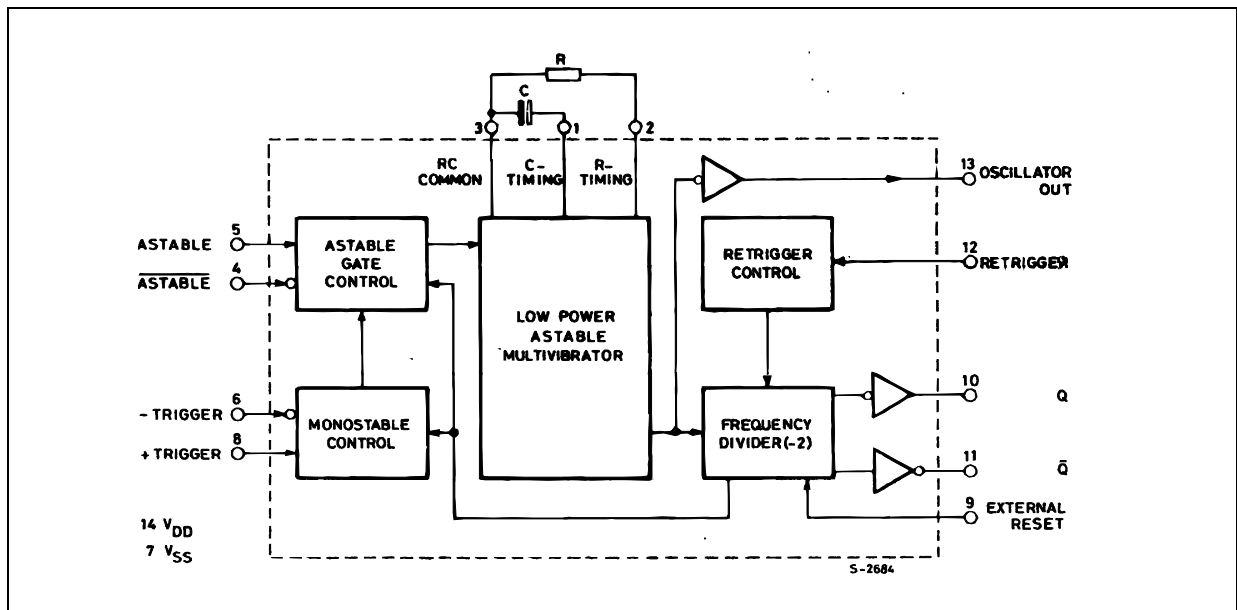 R
C
3
1
2
RC
COMMON
C-
TIMING
R-
TIMING
13
OSCILLATOR
OUT
5
ASTABLE
4
ASTABLE
ASTABLE
GATE
CONTROL
RETRIGGER
CONTROL
12
RETRIGGER
LOW POWER
ASTABLE
MULTIVIBRATOR
6
- TRIGGER
8
+ TRIGGER
MONOSTABLE
CONTROL
FREQUENCY
DIVIDER(-2)
10
Q
11
Q̄
9
EXTERNAL
RESET
14 VDD
7 VSS
S-2684